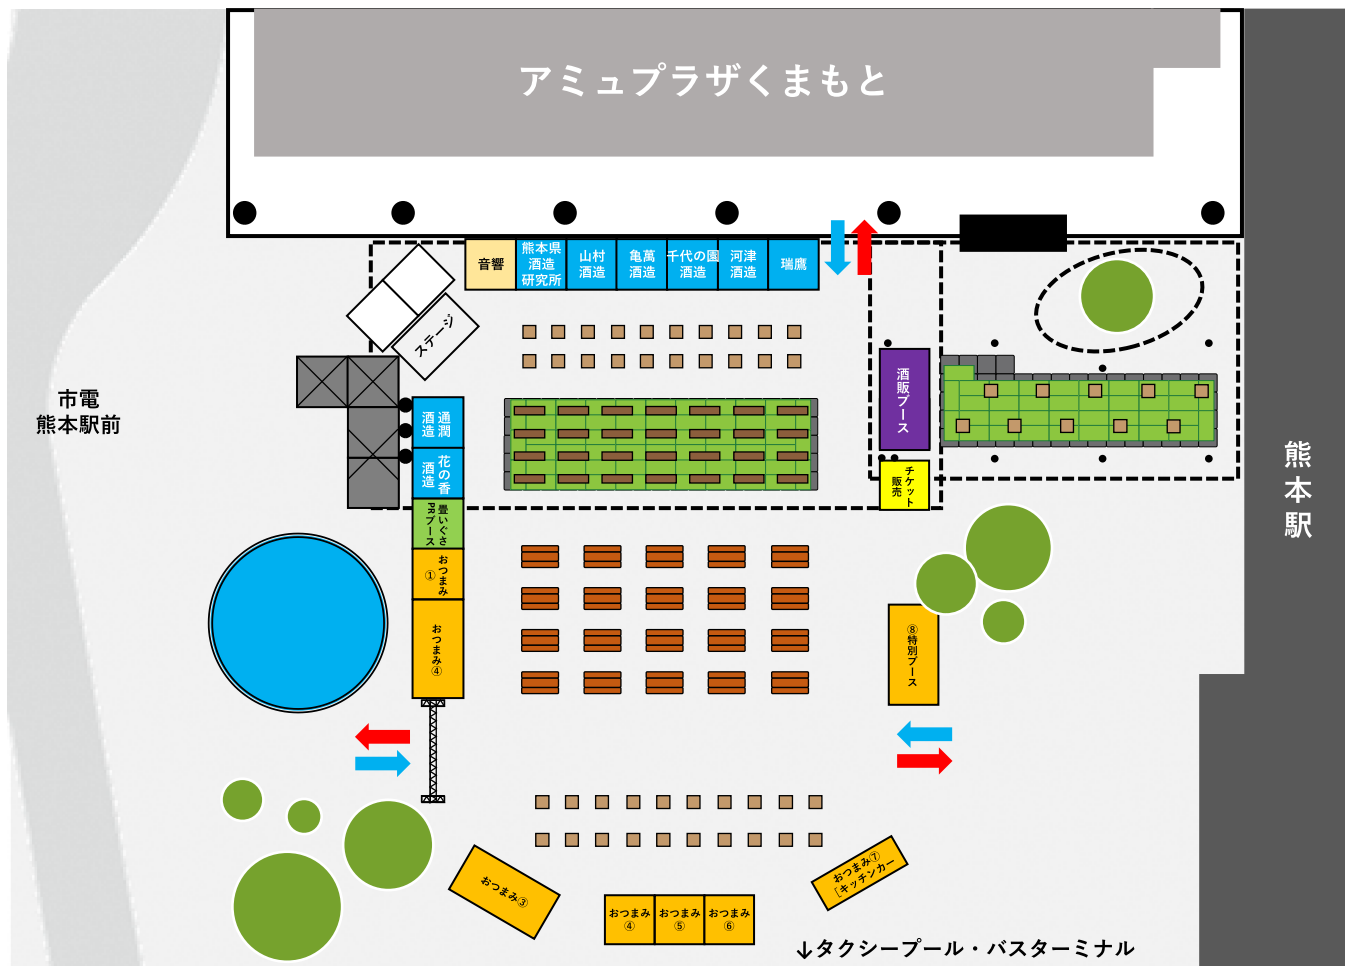 アミュプラザくまもと
音響
熊本県
酒造
研究所
山村
酒造
亀萬
酒造
千代の園
酒造
河津
酒造
瑞鷹
ステージ
市電
熊本駅前
通潤
酒造
花の香
酒造
畳いぐさ
PRブース
おつまみ
①
おつまみ④
酒販ブース
チケット
販売
熊本駅
⑧特別ブース
おつまみ③
おつまみ
④
おつまみ
⑤
おつまみ
⑥
おつまみ⑦
［キッチンカー
↓タクシープール・バスターミナル